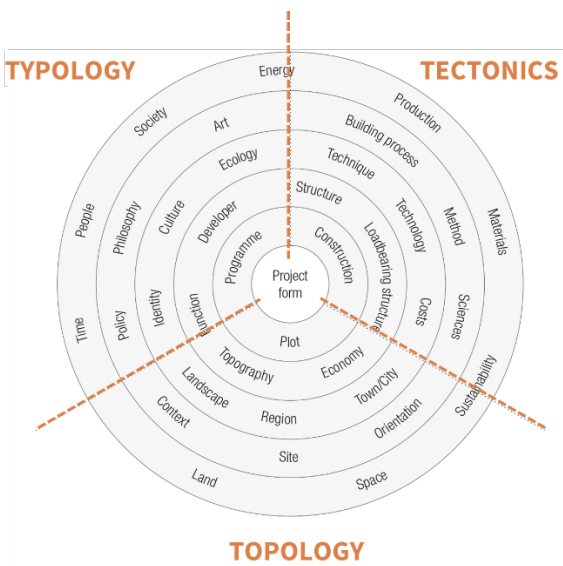 TYPOLOGY
TECTONICS
TOPOLOGY
Energy
Production
Materials
Sustainability
Space
Land
Time
People
Society
Art
Building process
Method
Sciences
Orientation
Site
Context
Policy
Philosophy
Ecology
Technique
Technology
Costs
Town/City
Region
Landscape
Identity
Culture
Developer
Structure
Loadbearing structure
Economy
Topography
Function
Programme
Construction
Plot
Project
form